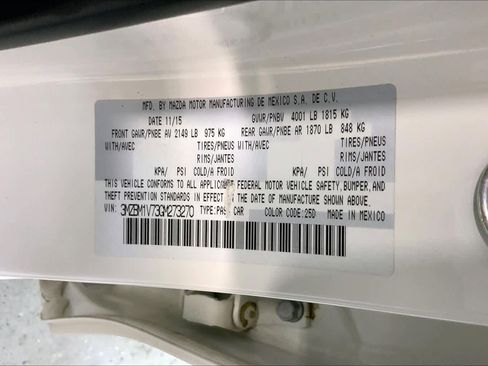 MFD. BY MAZDA MOTOR MANUFACTURING DE MEXICO S.A. DE C.V.
DATE 11/15 GVWR/PNBV 4001 LB 1815 KG
FRONT GAWR/PNBE AV 2149 LB 975 KG REAR GAWR/PNBE AR 1870 LB 848 KG
WITH/AVEC TIRES/PNEUS WITH/AVEC TIRES/PNEUS
RIMS/JANTES RIMS/JANTES
KPA/ PSI COLD/A FROID KPA/ PSI COLD/A FROID
THIS VEHICLE CONFORMS TO ALL FEDERAL MOTOR VEHICLE SAFETY, BUMPER, AND
THEFT PREVENTION STANDARDS IN EFFECT THE DATE OF MANUFACTURE SHOWN ABOVE.
VIN: 3MZBM1V73GM273270 TYPE: CAR COLOR CODE:25D MADE IN MEXICO